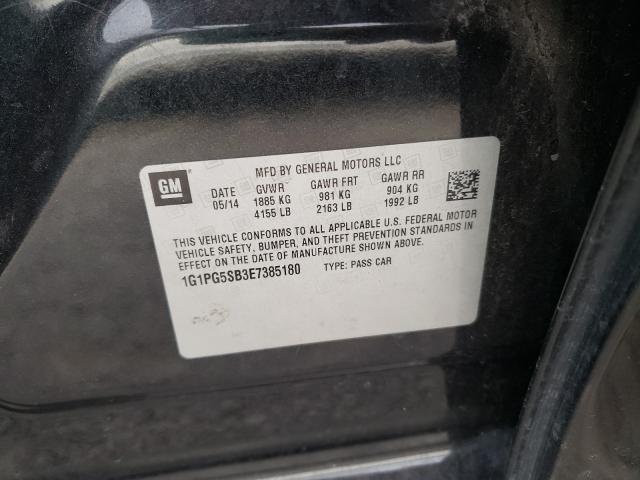 GM
MFD BY GENERAL MOTORS LLC
DATE GVWR GAWR FRT GAWR RR
05/14 1885 KG 981 KG 904 KG
4155 LB 2163 LB 1992 LB
THIS VEHICLE CONFORMS TO ALL APPLICABLE U.S. FEDERAL MOTOR
VEHICLE SAFETY, BUMPER, AND THEFT PREVENTION STANDARDS IN
EFFECT ON THE DATE OF MANUFACTURE SHOWN ABOVE.
1G1PG5SB3E7385180 TYPE: PASS CAR